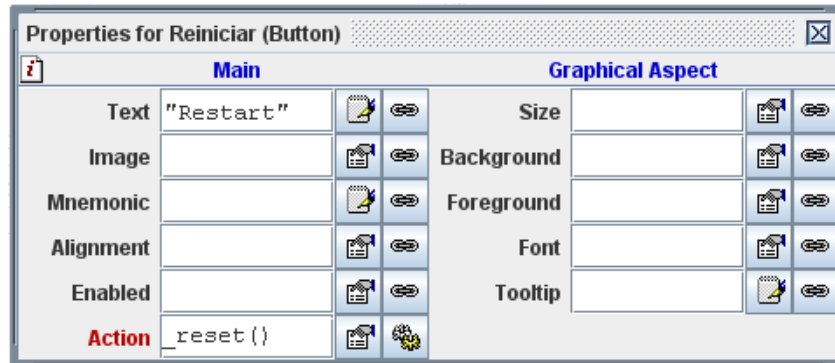 Properties for Reiniciar (Button)
i Main Graphical Aspect
Text "Restart" Size
Image Background
Mnemonic Foreground
Alignment Font
Enabled Tooltip
Action _reset()